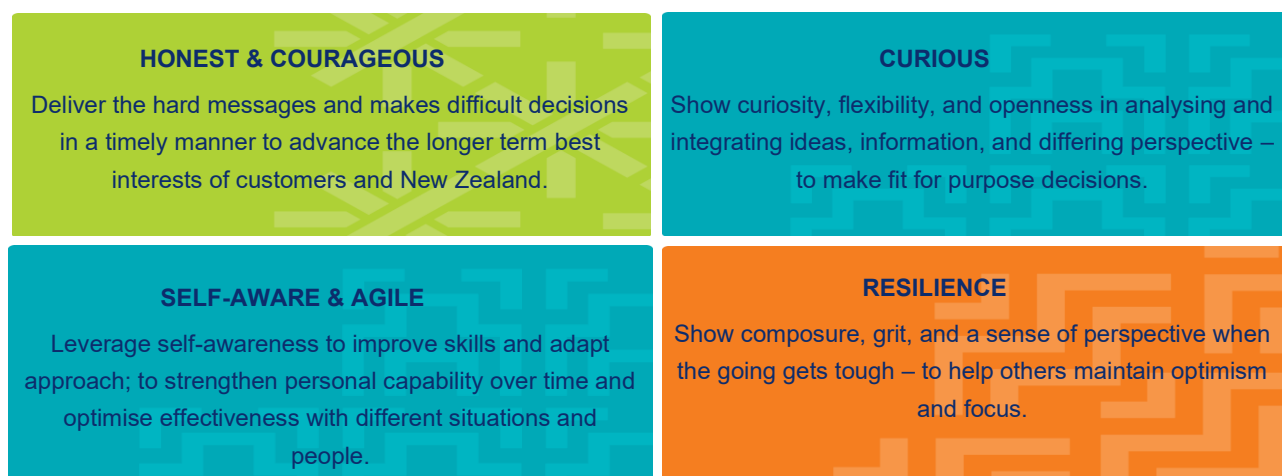 HONEST & COURAGEOUS
Deliver the hard messages and makes difficult decisions
in a timely manner to advance the longer term best
interests of customers and New Zealand.
CURIOUS
Show curiosity, flexibility, and openness in analysing and
integrating ideas, information, and differing perspective –
to make fit for purpose decisions.
SELF-AWARE & AGILE
Leverage self-awareness to improve skills and adapt
approach; to strengthen personal capability over time and
optimise effectiveness with different situations and
people.
RESILIENCE
Show composure, grit, and a sense of perspective when
the going gets tough – to help others maintain optimism
and focus.